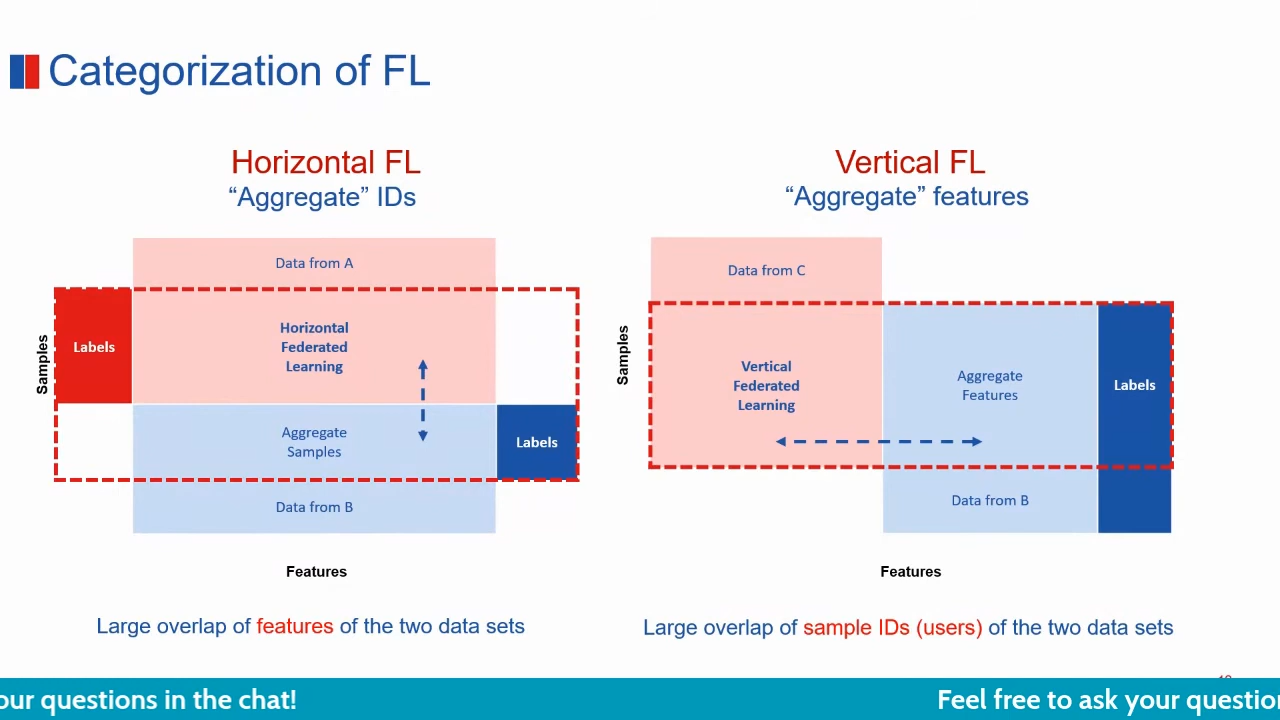 Categorization of FL
Horizontal FL
“Aggregate” IDs
Data from A
Labels
Horizontal
Federated
Learning
Samples
Aggregate
Samples
Labels
Data from B
Features
Large overlap of features of the two data sets
Vertical FL
“Aggregate” features
Data from C
Samples
Vertical
Federated
Learning
Aggregate
Features
Labels
Data from B
Features
Large overlap of sample IDs (users) of the two data sets
our questions in the chat!
Feel free to ask your question